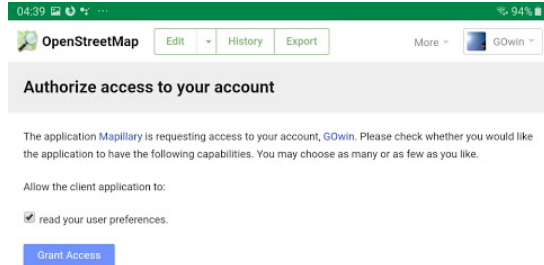 04:39 94%
OpenStreetMap Edit History Export More GOwin
Authorize access to your account
The application Mapillary is requesting access to your account, GOwin. Please check whether you would like
the application to have the following capabilities. You may choose as many or as few as you like.
Allow the client application to:
read your user preferences.
Grant Access